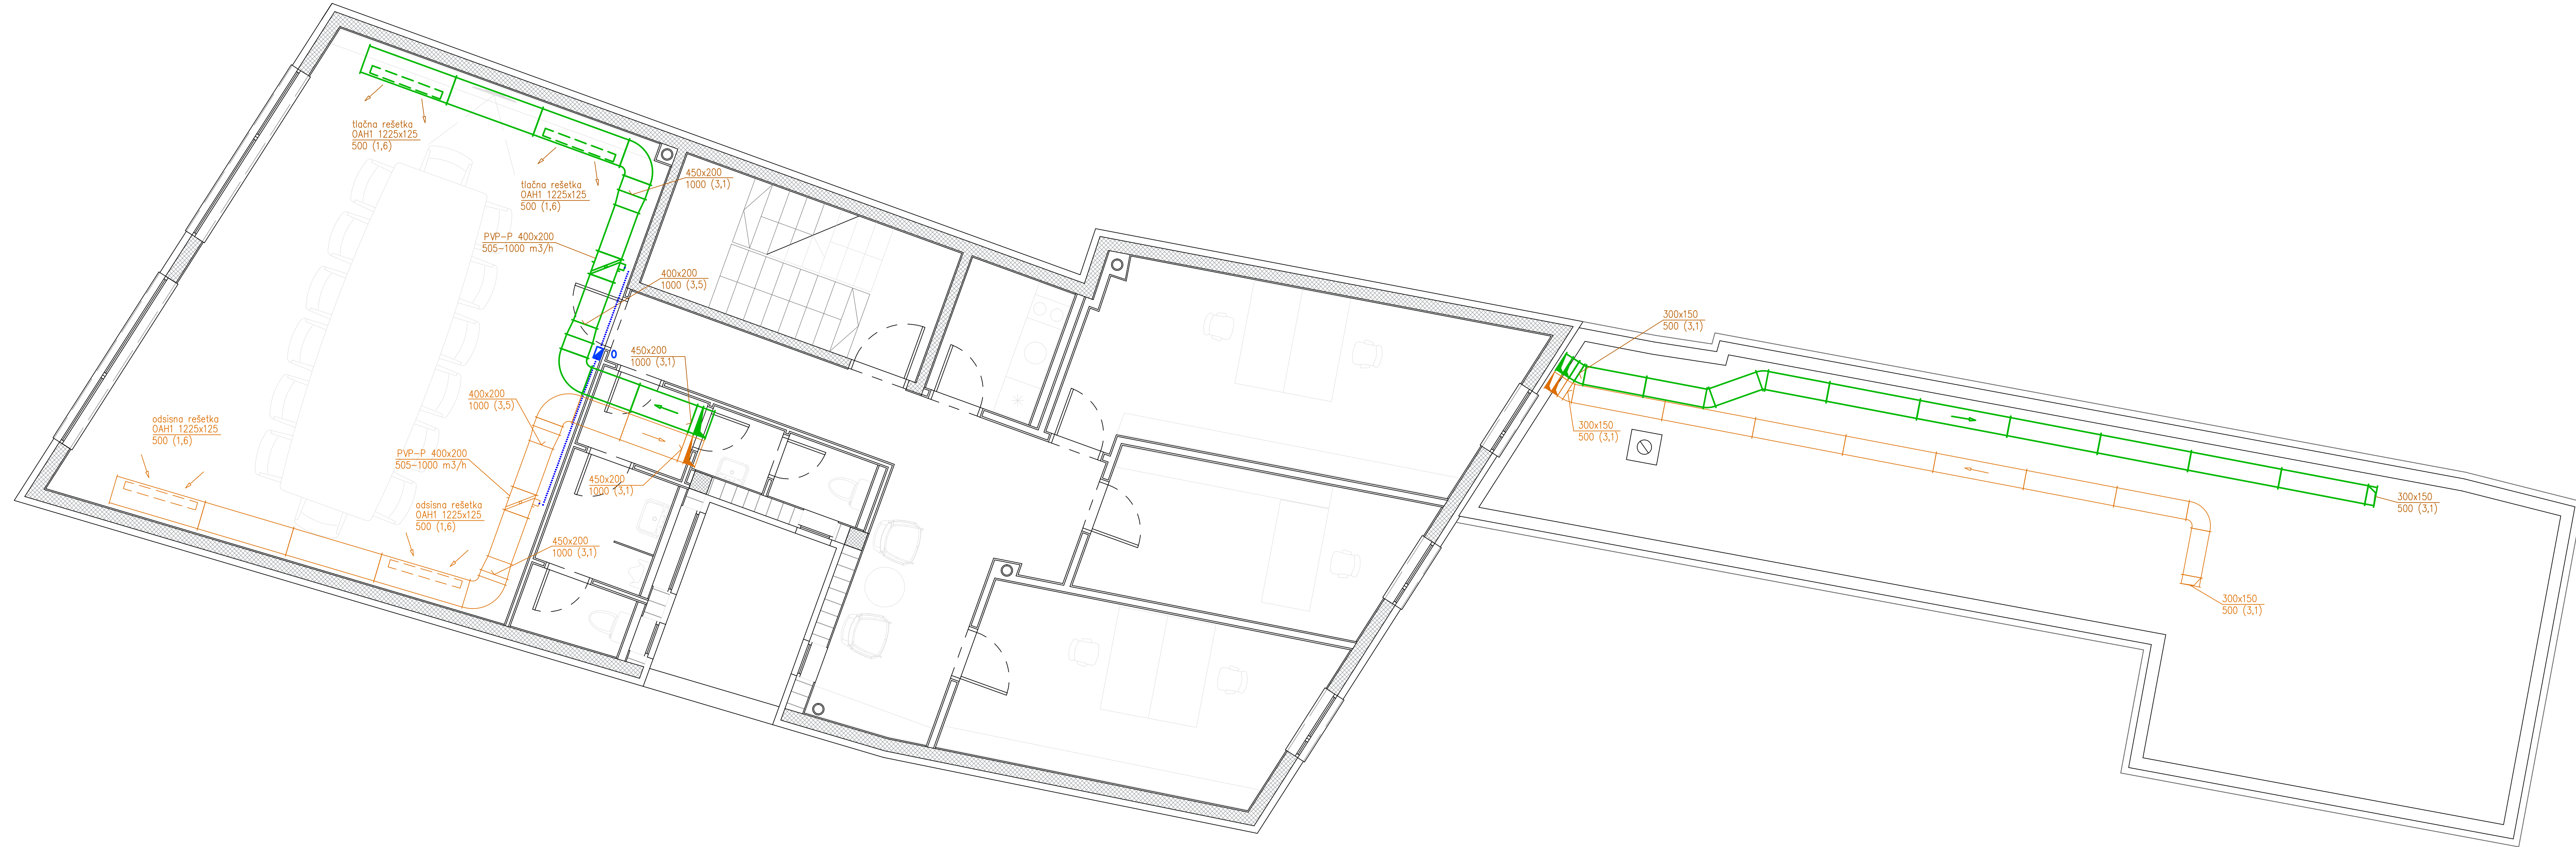 tlačna rešetka
OAH1 1225x125
500 (1,6)
tlačna rešetka
OAH1 1225x125
500 (1,6)
450x200
1000 (3,1)
PVP-P 400x200
505-1000 m3/h
400x200
1000 (3,5)
450x200
1000 (3,1)
400x200
1000 (3,5)
odsisna rešetka
OAH1 1225x125
500 (1,6)
PVP-P 400x200
505-1000 m3/h
450x200
1000 (3,1)
odsisna rešetka
OAH1 1225x125
500 (1,6)
450x200
1000 (3,1)
300x150
500 (3,1)
300x150
500 (3,1)
300x150
500 (3,1)
300x150
500 (3,1)
0